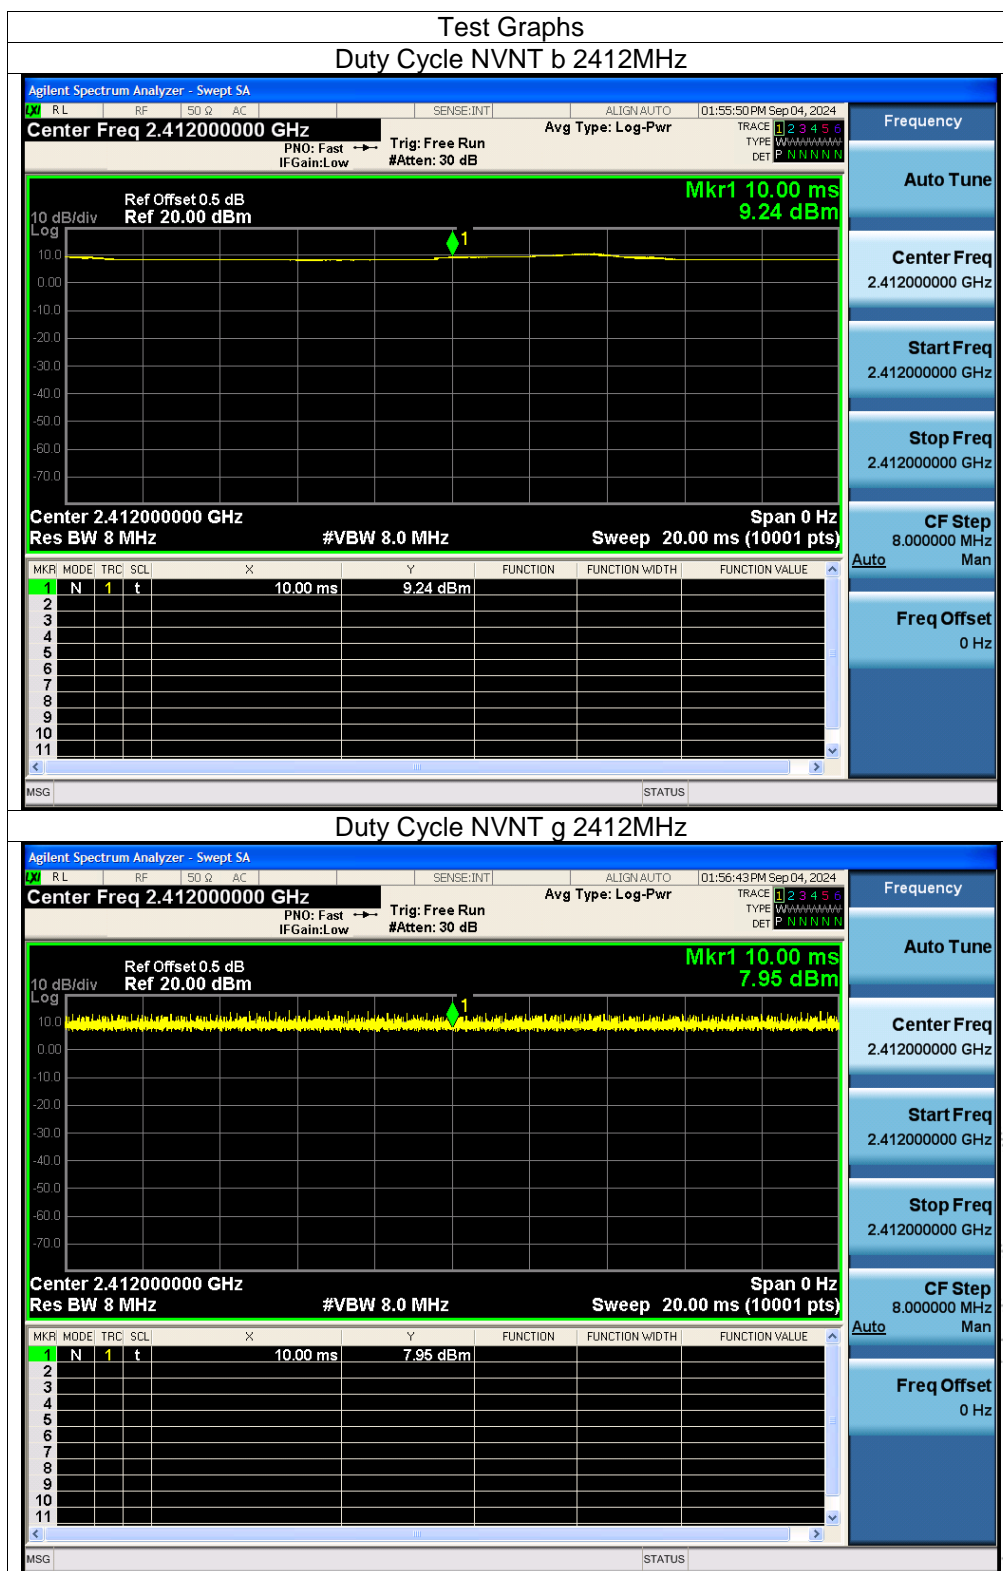 Test Graphs
Duty Cycle NVNT b 2412MHz
Agilent Spectrum Analyzer - Swept SA
LXI RL RF 50 Ω AC SENSE:INT ALIGN AUTO 01:55:50 PM Sep 04, 2024
Center Freq 2.412000000 GHz Avg Type: Log-Pwr TRACE 1 2 3 4 5 6
PNO: Fast Trig: Free Run TYPE WWWWWW
IFGain:Low #Atten: 30 dB DET P N N N N N
Frequency
Auto Tune
Center Freq
2.412000000 GHz
Start Freq
2.412000000 GHz
Stop Freq
2.412000000 GHz
CF Step
8.000000 MHz
Auto Man
Freq Offset
0 Hz
Mkr1 10.00 ms
9.24 dBm
Ref Offset 0.5 dB
10 dB/div Ref 20.00 dBm
Log
1
10.0
0.00
-10.0
-20.0
-30.0
-40.0
-50.0
-60.0
-70.0
Center 2.412000000 GHz Span 0 Hz
Res BW 8 MHz #VBW 8.0 MHz Sweep 20.00 ms (10001 pts)
MKR MODE TRC SCL X Y FUNCTION FUNCTION WIDTH FUNCTION VALUE
1 N 1 t 10.00 ms 9.24 dBm
2
3
4
5
6
7
8
9
10
11
MSG STATUS
Duty Cycle NVNT g 2412MHz
Agilent Spectrum Analyzer - Swept SA
LXI RL RF 50 Ω AC SENSE:INT ALIGN AUTO 01:56:43 PM Sep 04, 2024
Center Freq 2.412000000 GHz Avg Type: Log-Pwr TRACE 1 2 3 4 5 6
PNO: Fast Trig: Free Run TYPE WWWWWW
IFGain:Low #Atten: 30 dB DET P N N N N N
Frequency
Auto Tune
Center Freq
2.412000000 GHz
Start Freq
2.412000000 GHz
Stop Freq
2.412000000 GHz
CF Step
8.000000 MHz
Auto Man
Freq Offset
0 Hz
Mkr1 10.00 ms
7.95 dBm
Ref Offset 0.5 dB
10 dB/div Ref 20.00 dBm
Log
1
10.0
0.00
-10.0
-20.0
-30.0
-40.0
-50.0
-60.0
-70.0
Center 2.412000000 GHz Span 0 Hz
Res BW 8 MHz #VBW 8.0 MHz Sweep 20.00 ms (10001 pts)
MKR MODE TRC SCL X Y FUNCTION FUNCTION WIDTH FUNCTION VALUE
1 N 1 t 10.00 ms 7.95 dBm
2
3
4
5
6
7
8
9
10
11
MSG STATUS